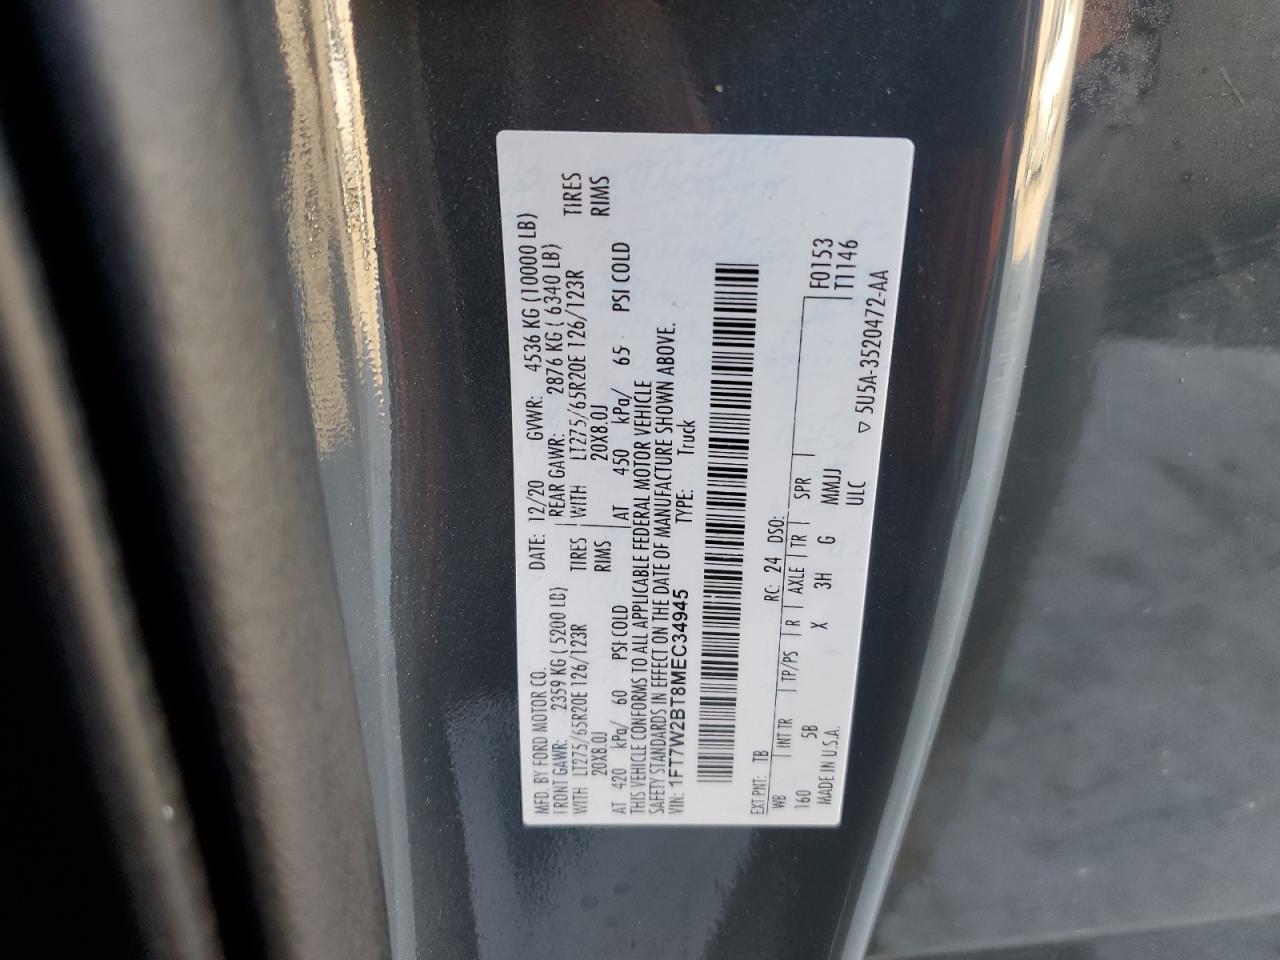 MFD. BY FORD MOTOR CO. DATE: 12/20 GVWR: 4536 KG (10000 LB)
FRONT GAWR: 2359 KG ( 5200 LB) REAR GAWR: 2876 KG ( 6340 LB)
WITH LT275/65R20E 126/123R TIRES WITH LT275/65R20E 126/123R TIRES
20X8.0J RIMS 20X8.0J RIMS
AT 420 kPa/ 60 PSI COLD AT 450 kPa/ 65 PSI COLD
THIS VEHICLE CONFORMS TO ALL APPLICABLE FEDERAL MOTOR VEHICLE
SAFETY STANDARDS IN EFFECT ON THE DATE OF MANUFACTURE SHOWN ABOVE.
VIN: 1FT7W2BT8MEC34945 TYPE: Truck
EXT PNT: TB RC: 24 DSO:
WB INT TR TP/PS R AXLE TR SPR F0153
160 5B X 3H G MMJJ T1146
MADE IN U.S.A. ULC
▽ 5U5A-3520472-AA